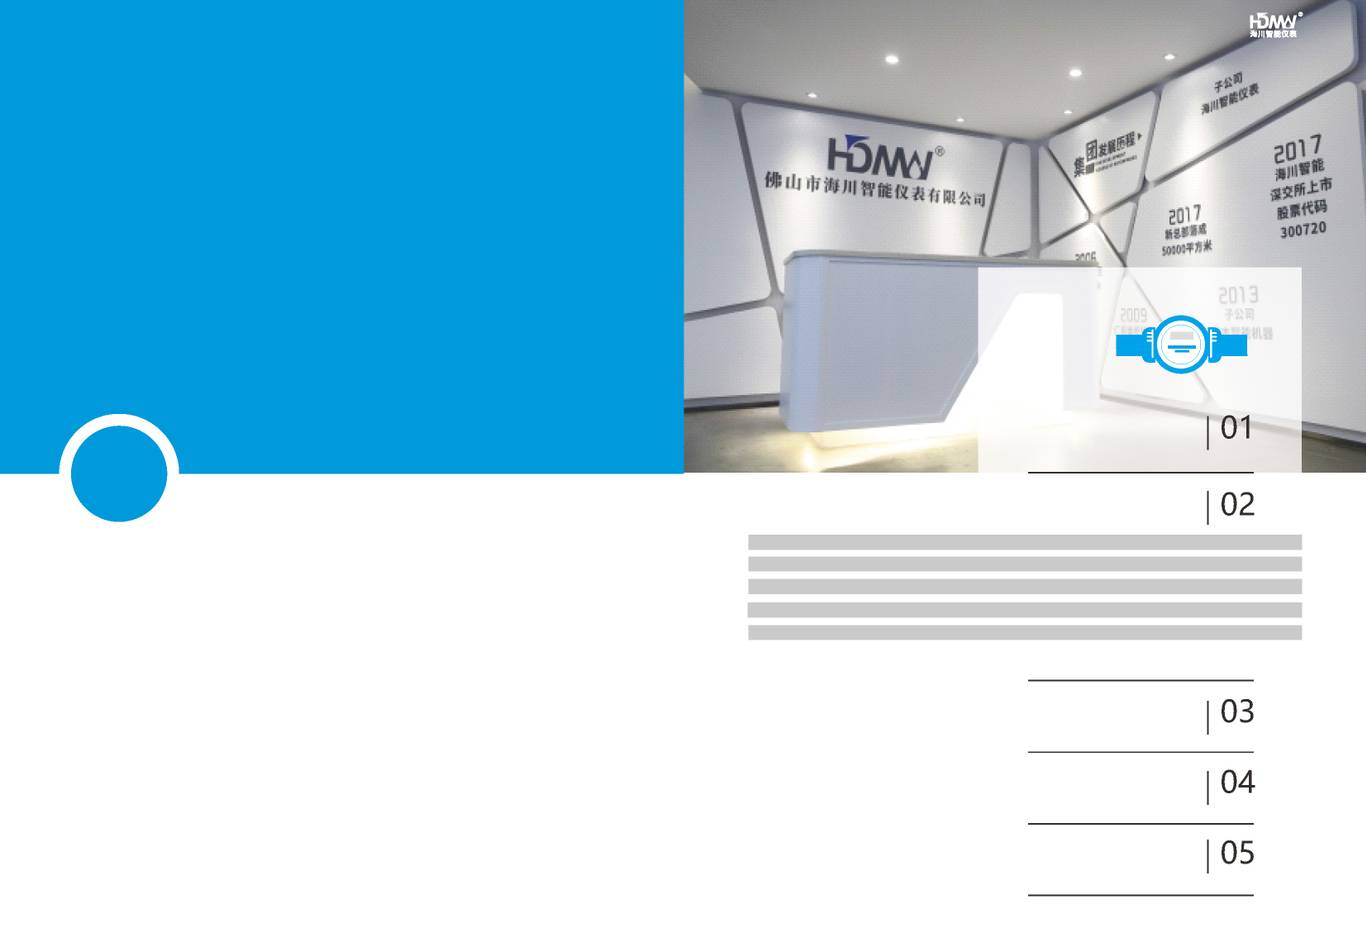 HDMW®
海川智能仪表
HDMW®
佛山市海川智能仪表有限公司
集团发展历程
子公司
海川智能仪表
2017
海川智能
深交所上市
股票代码
300720
2017
新总部落成
50000平方米
2006
2009
2013
子公司
01
02
03
04
05